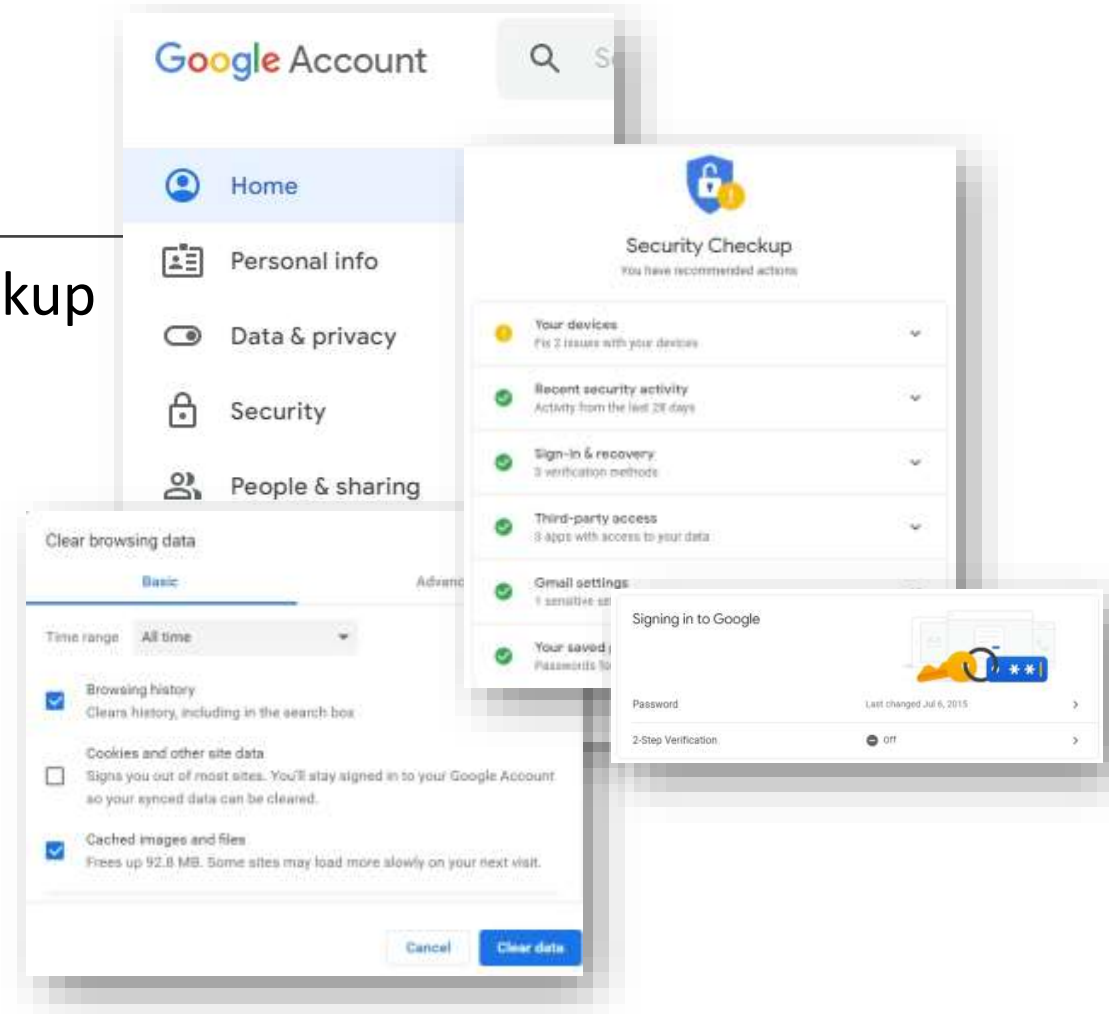 Google Account
kup
Home
Personal info
Data & privacy
Security
People & sharing
Security Checkup
You have recommended actions
Your devices
Fix 2 issues with your devices
Recent security activity
Activity from the last 28 days
Sign-in & recovery
3 verification methods
Third-party access
3 apps with access to your data
Gmail settings
1 sensitive
Your saved
Passwords
Signing in to Google
Password
Last changed Jul 6, 2015
2-Step Verification
Off
Clear browsing data
Basic
Advanc
Time range
All time
Browsing history
Clears history, including in the search box
Cookies and other site data
Signs you out of most sites. You'll stay signed in to your Google Account
so your synced data can be cleared.
Cached images and files
Frees up 92.8 MB. Some sites may load more slowly on your next visit.
Cancel
Clear data